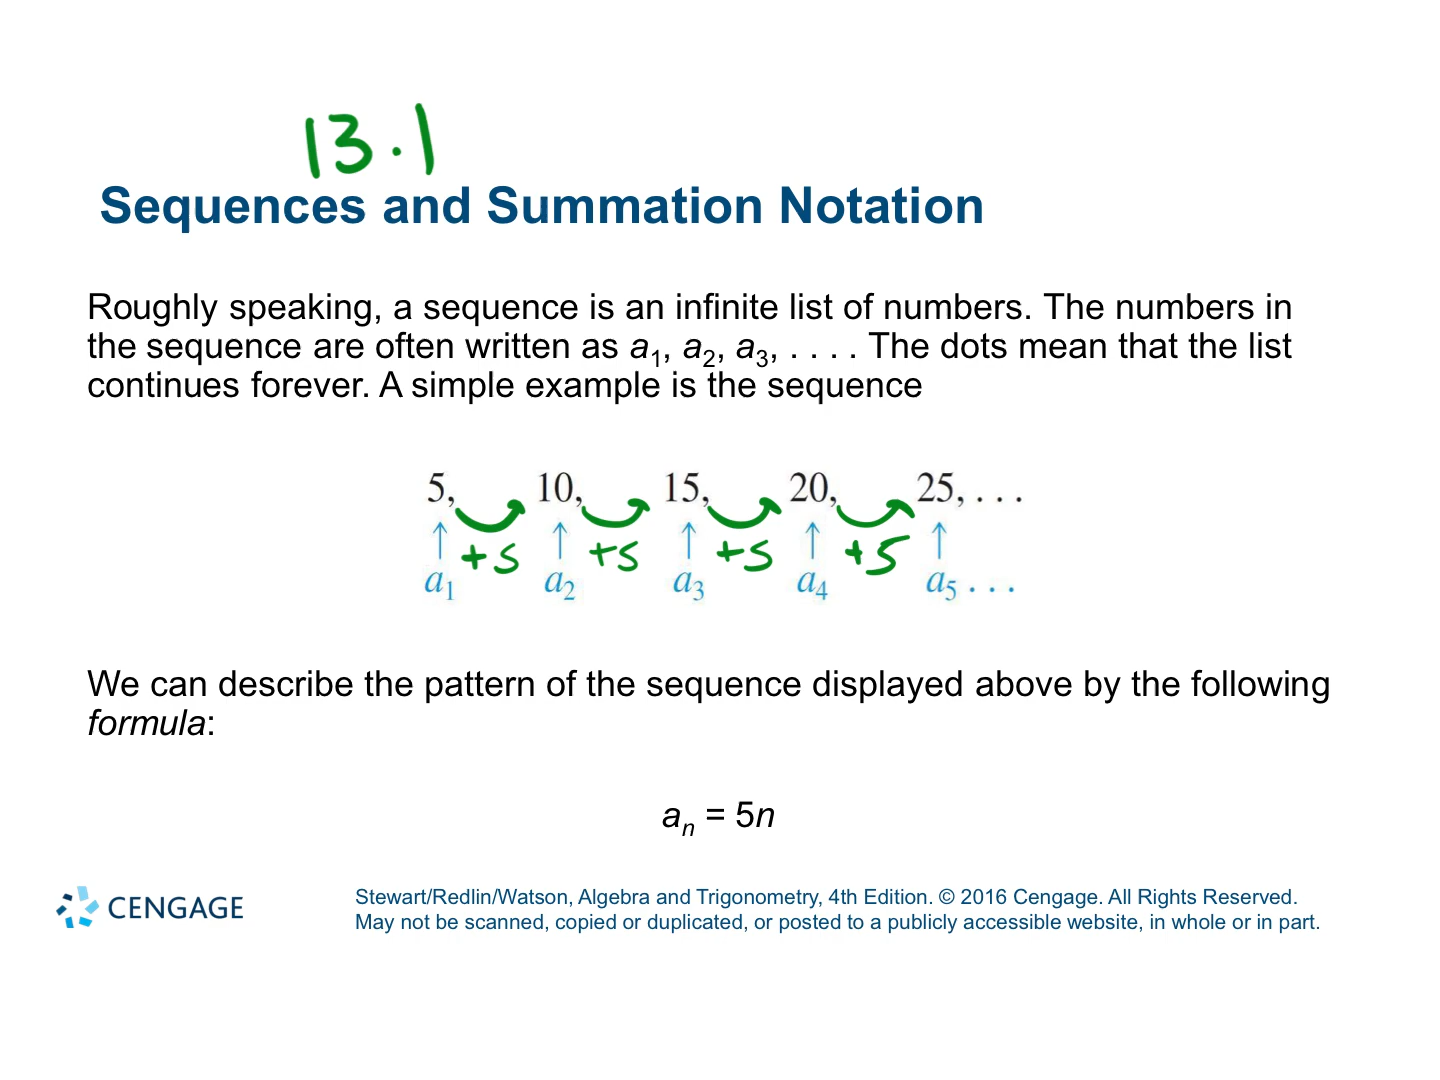 13.1
Sequences and Summation Notation
Roughly speaking, a sequence is an infinite list of numbers. The numbers in
the sequence are often written as a₁, a₂, a₃, . . . . The dots mean that the list
continues forever. A simple example is the sequence
5, 10, 15, 20, 25, . . .
+5 +5 +5 +5
a₁ a₂ a₃ a₄ a₅ . . .
We can describe the pattern of the sequence displayed above by the following
formula:
aₙ = 5n
CENGAGE
Stewart/Redlin/Watson, Algebra and Trigonometry, 4th Edition. © 2016 Cengage. All Rights Reserved.
May not be scanned, copied or duplicated, or posted to a publicly accessible website, in whole or in part.